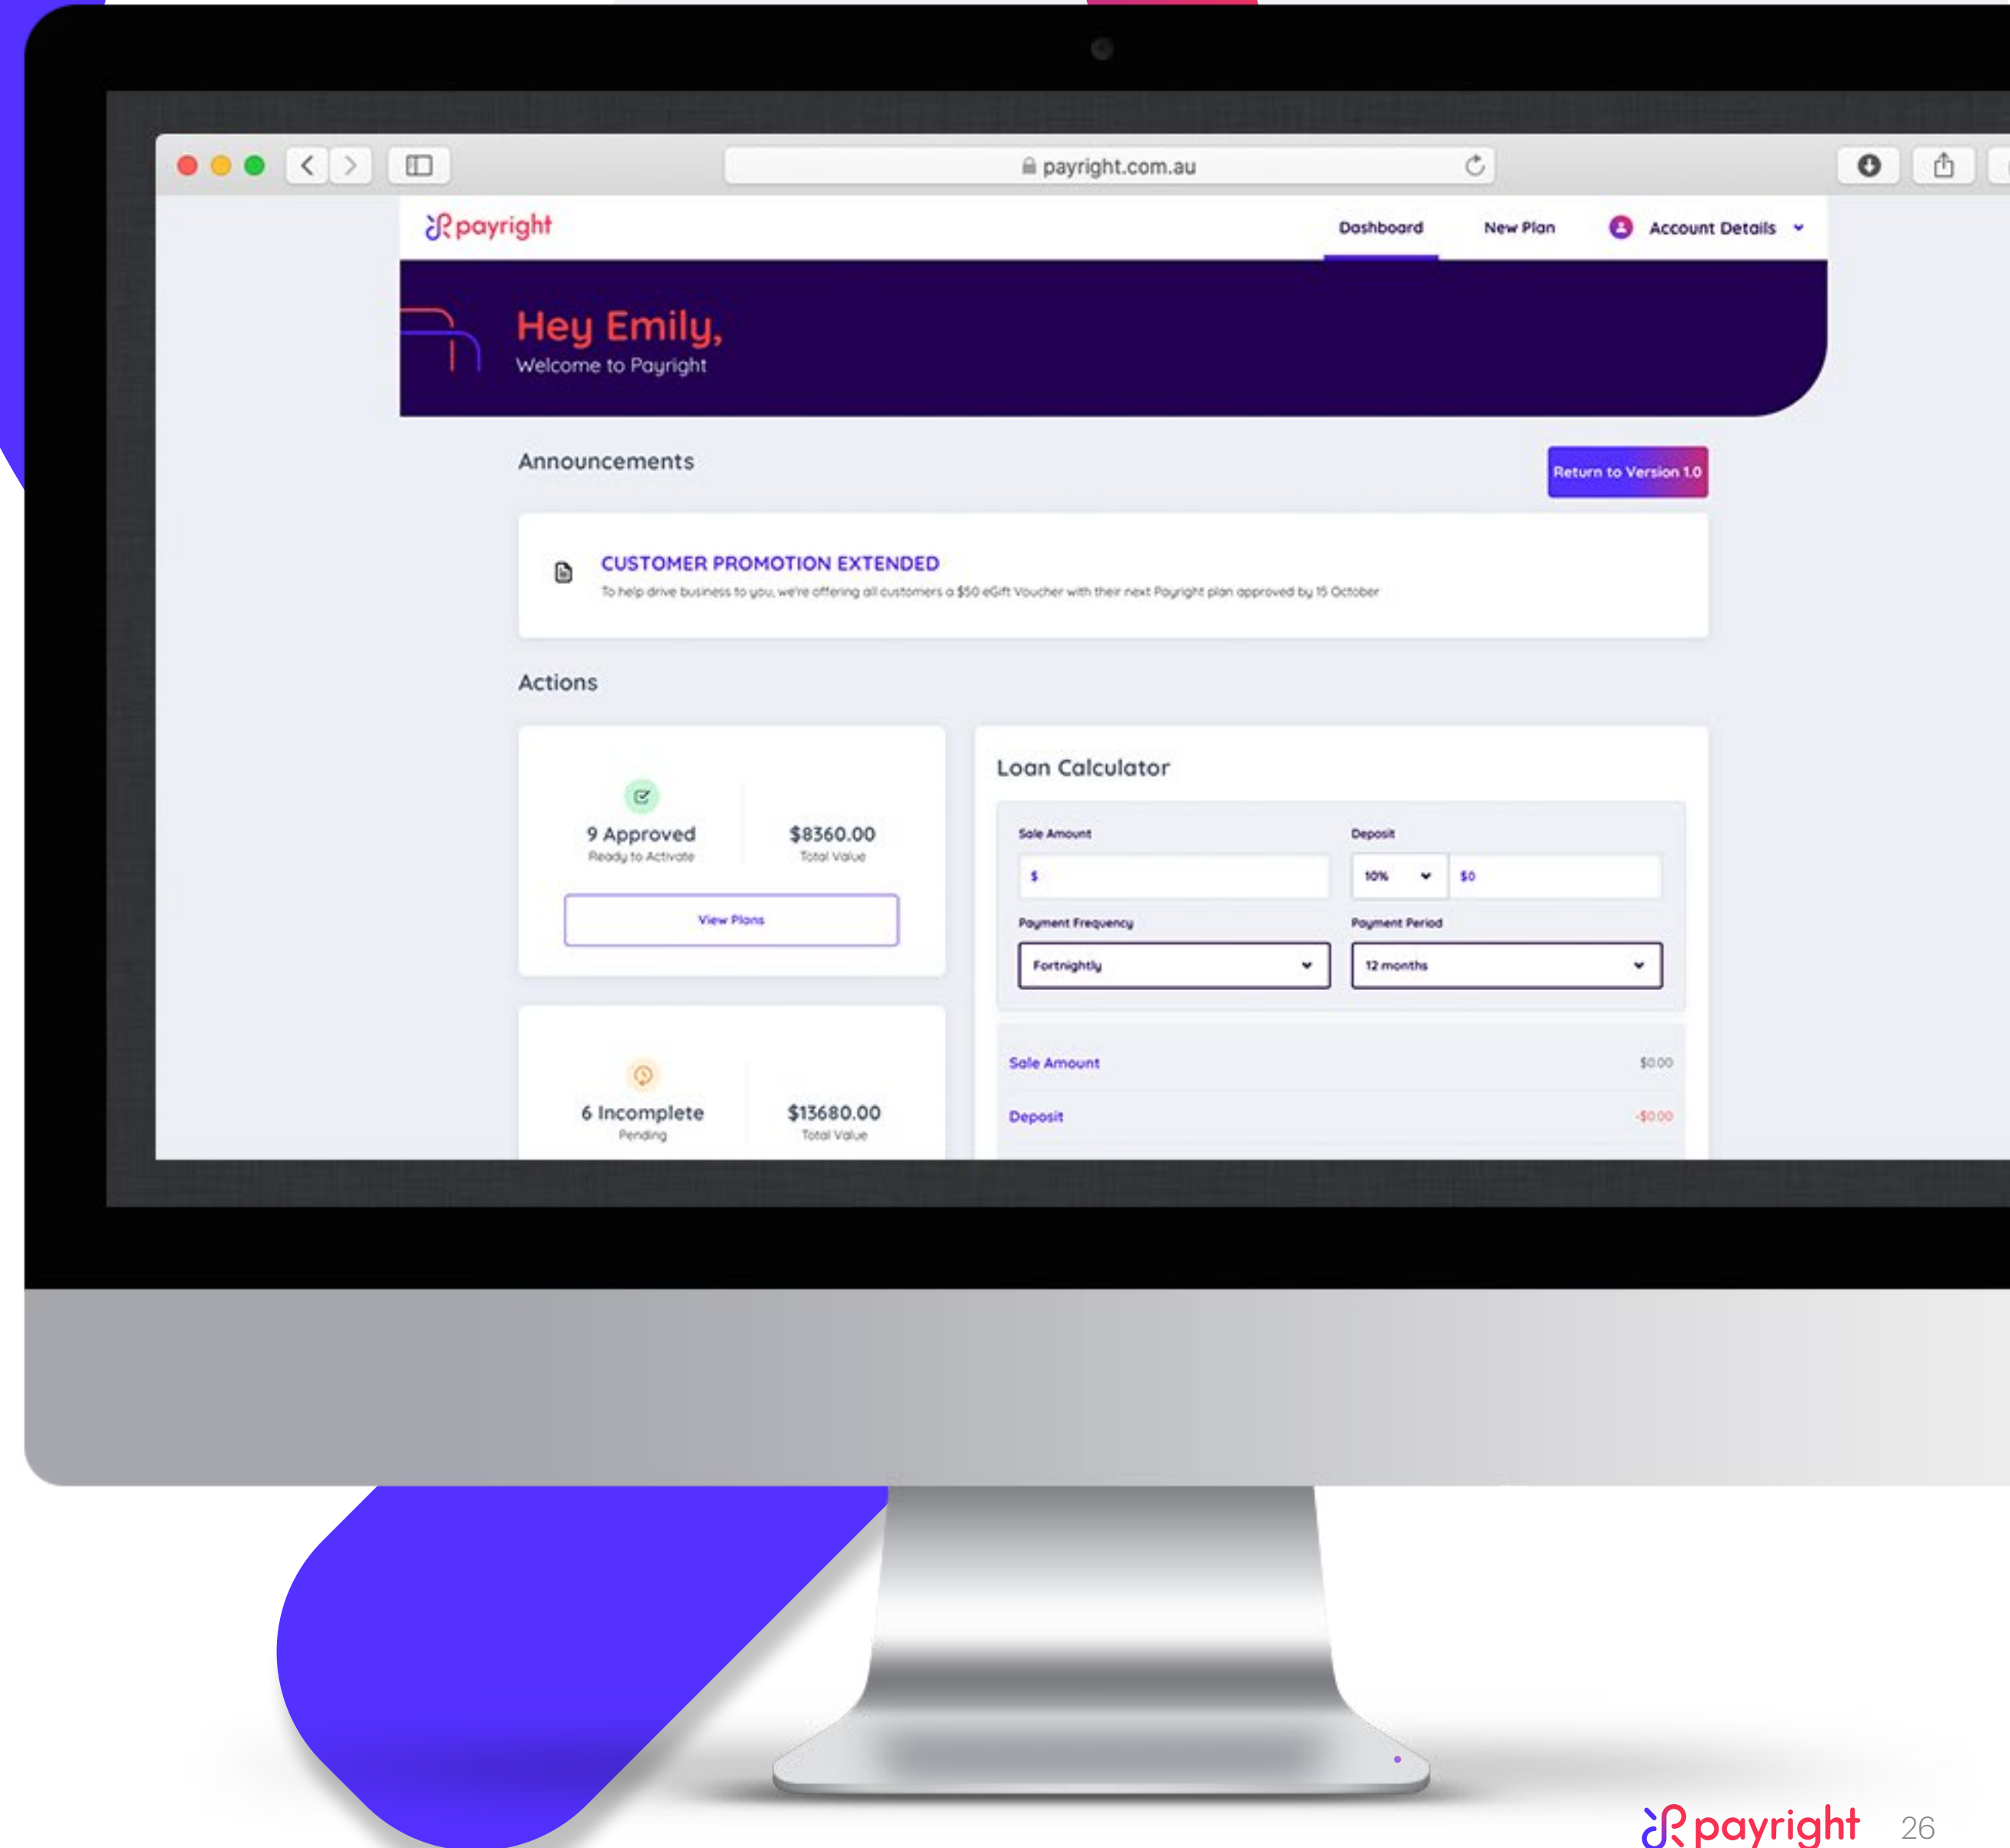 payright.com.au
payright
Dashboard
New Plan
Account Details
Hey Emily,
Welcome to Payright
Announcements
Return to Version 1.0
CUSTOMER PROMOTION EXTENDED
To help drive business to you, we're offering all customers a $50 eGift Voucher with their next Payright plan approved by 15 October
Actions
9 Approved
Ready to Activate
$8360.00
Total Value
View Plans
6 Incomplete
Pending
$13680.00
Total Value
Loan Calculator
Sale Amount
$
Deposit
10%
$0
Payment Frequency
Fortnightly
Payment Period
12 months
Sale Amount
$0.00
Deposit
-$0.00
payright
26